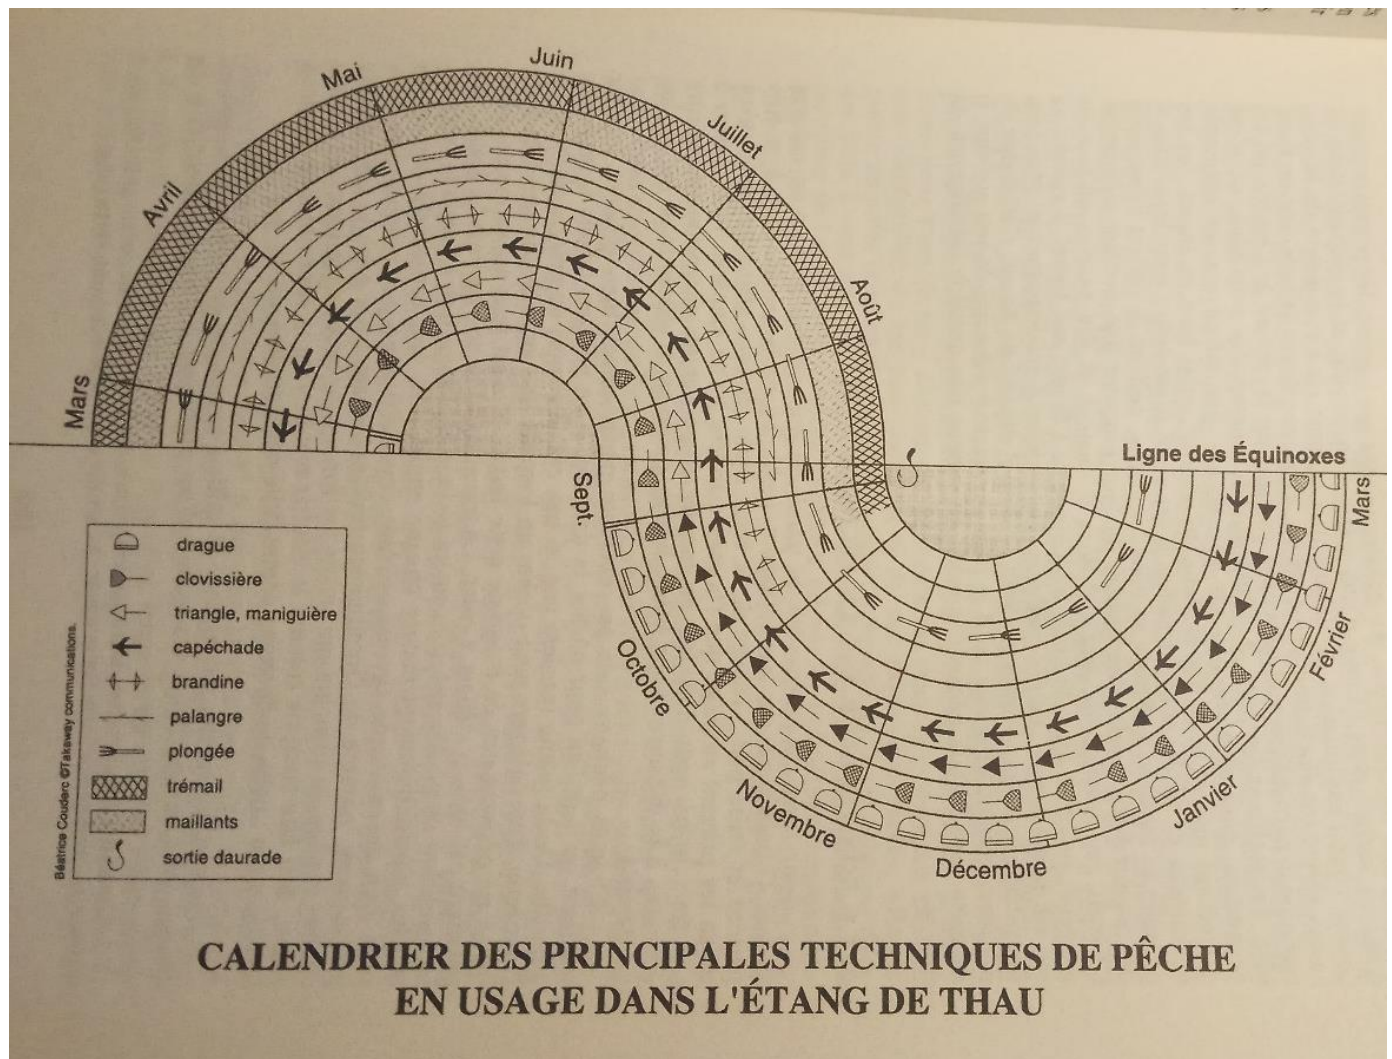 Mars
Avril
Mai
Juin
Juillet
Août
Sept.
Octobre
Novembre
Décembre
Janvier
Février
Mars
Ligne des Équinoxes
drague
clovissière
triangle, maniguière
capéchade
brandine
palangre
plongée
trémail
maillants
sortie daurade
Béatrice Couderc ©Takaway communications.
CALENDRIER DES PRINCIPALES TECHNIQUES DE PÊCHE
EN USAGE DANS L'ÉTANG DE THAU